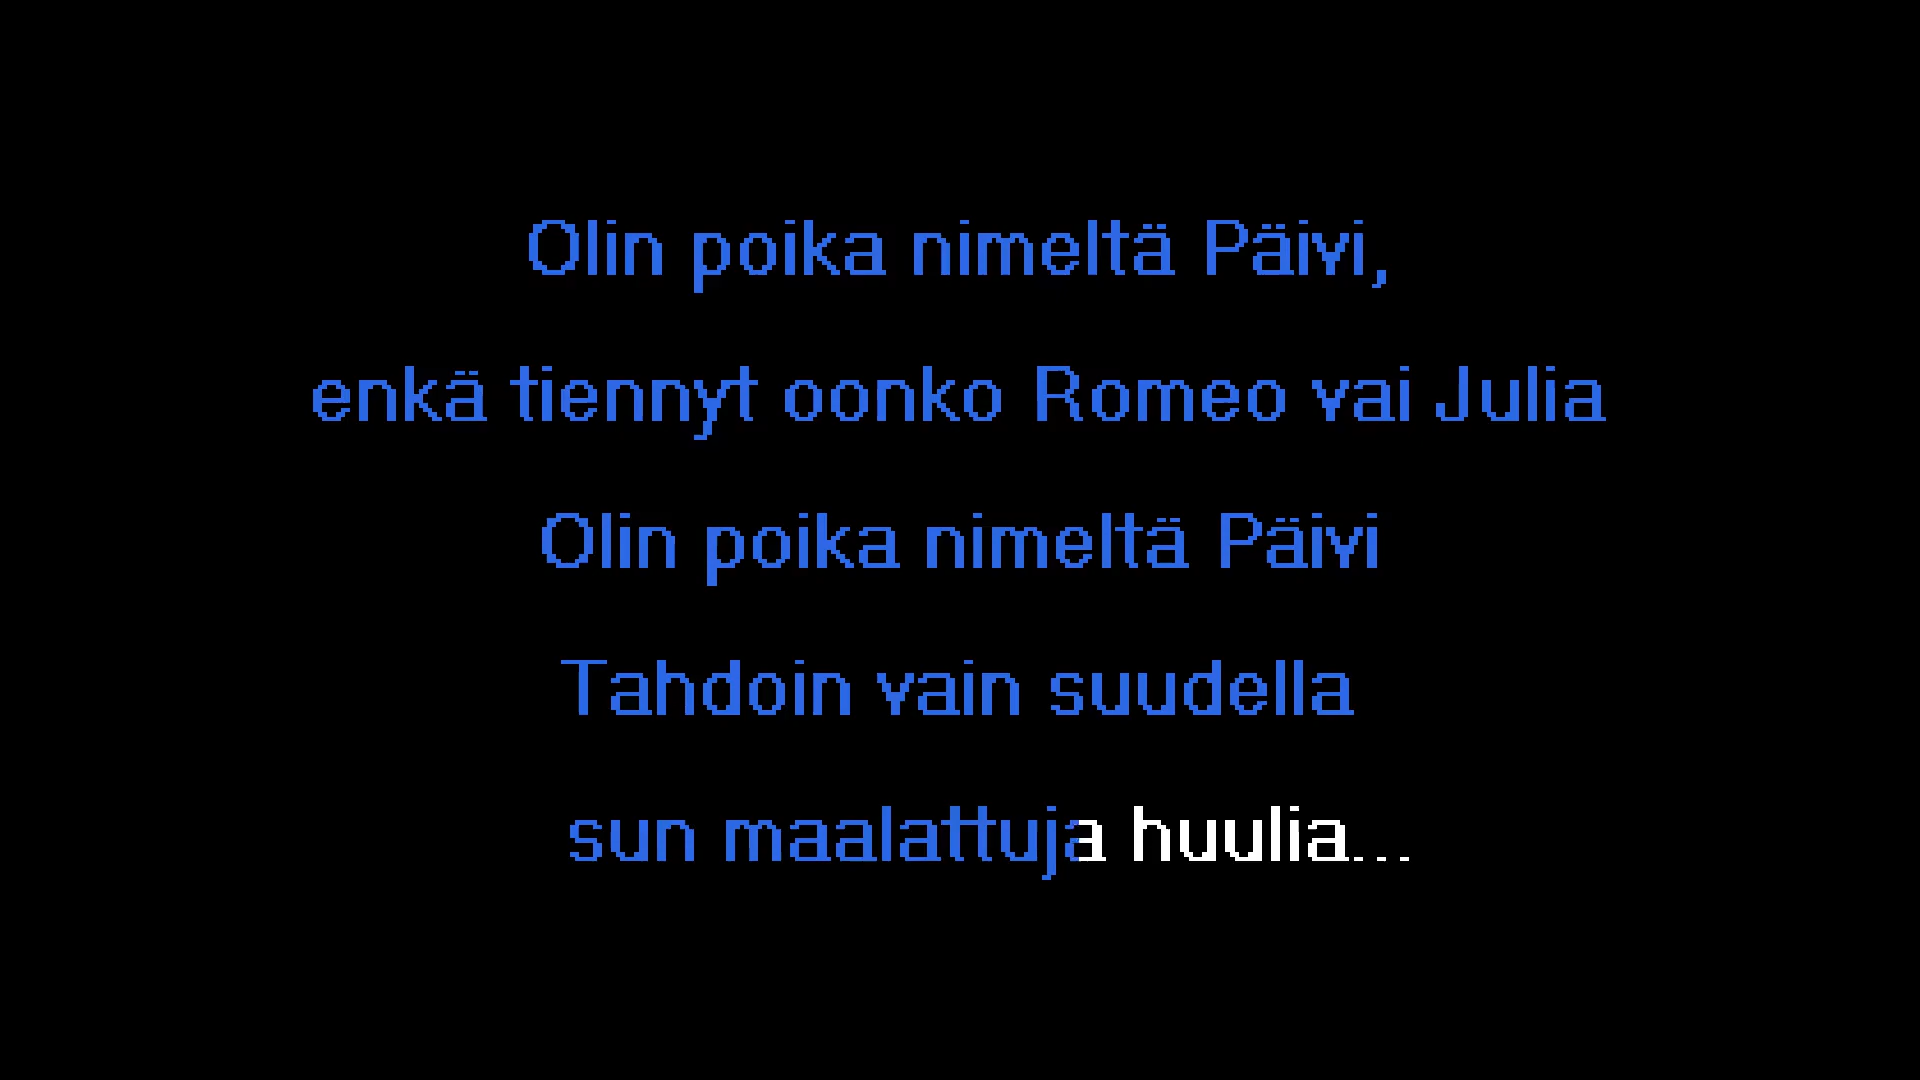 Olin poika nimeltä Päivi,
enkä tiennyt oonko Romeo vai Julia
Olin poika nimeltä Päivi
Tahdoin vain suudella
sun maalattuja huulia...